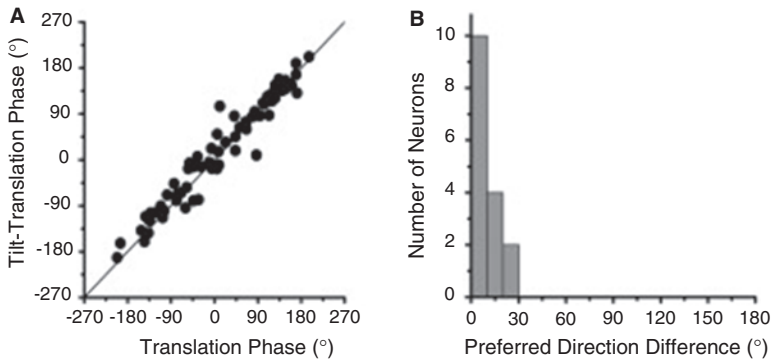 A
Tilt-Translation Phase (°)
270
180
90
0
-90
-180
-270
-270 -180 -90 0 90 180 270
Translation Phase (°)
B
Number of Neurons
10
8
6
4
2
0
0 30 60 90 120 150 180
Preferred Direction Difference (°)